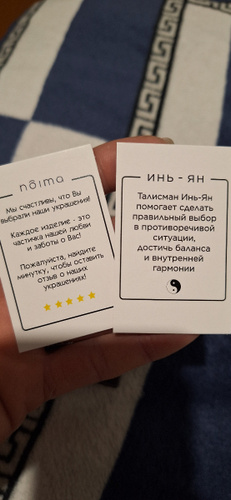 nōima
Мы счастливы, что Вы
выбрали наши украшения!
Каждое изделие - это
частичка нашей любви
и заботы о Вас!
Пожалуйста, найдите
минутку, чтобы оставить
отзыв о наших
украшениях!
ИНЬ - ЯН
Талисман Инь-Ян
помогает сделать
правильный выбор
в противоречивой
ситуации,
достичь баланса
и внутренней
гармонии